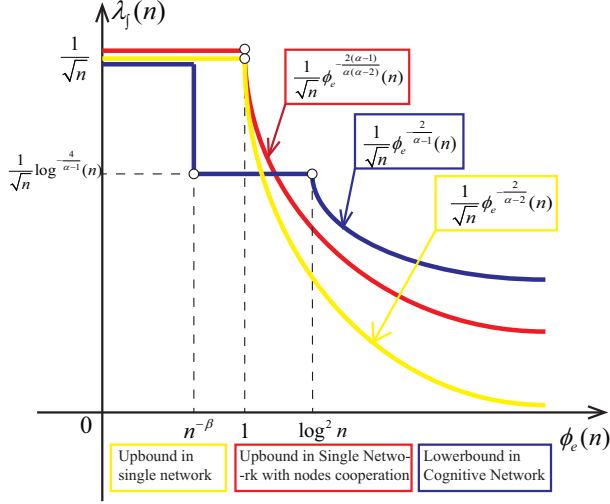 λ∫(n)
1/√n
1/√n ϕ_e^{-2(α-1)/α(α-2)}(n)
1/√n ϕ_e^{-2/α-1}(n)
1/√n log^{-4/α-1}(n)
1/√n ϕ_e^{-2/α-2}(n)
0
n^{-β}
1
log² n
ϕ_e(n)
Upbound in
single network
Upbound in Single Netwo-
-rk with nodes cooperation
Lowerbound in
Cognitive Network